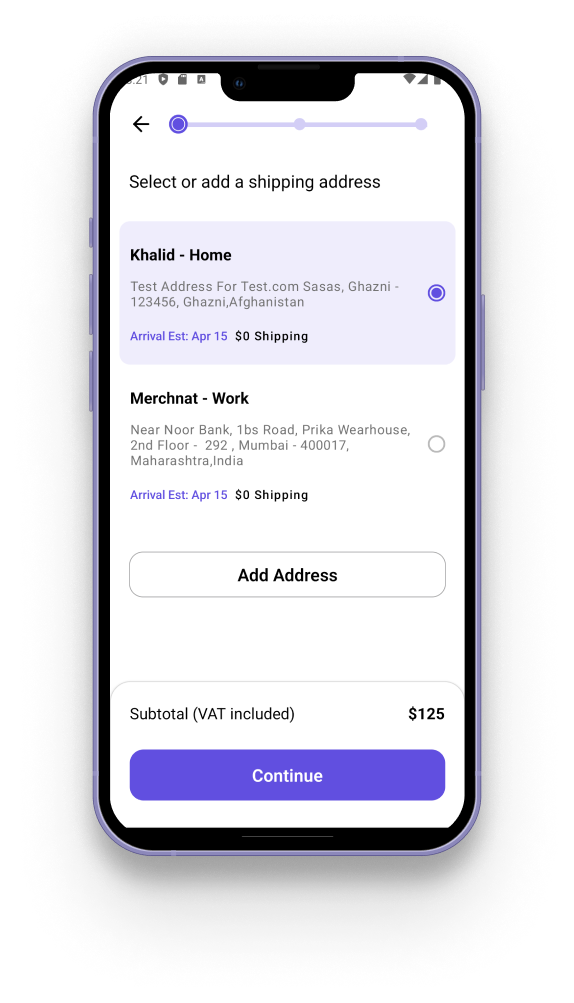 Select or add a shipping address
Khalid - Home
Test Address For Test.com Sasas, Ghazni -
123456, Ghazni,Afghanistan
Arrival Est: Apr 15 $0 Shipping
Merchnat - Work
Near Noor Bank, 1bs Road, Prika Wearhouse,
2nd Floor -  292 , Mumbai - 400017,
Maharashtra,India
Arrival Est: Apr 15 $0 Shipping
Add Address
Subtotal (VAT included) $125
Continue